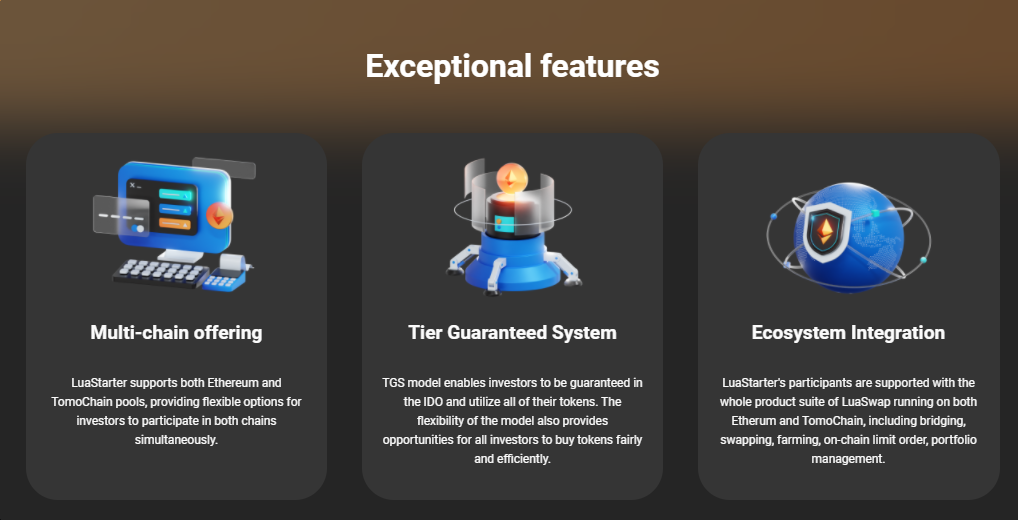 Exceptional features
Multi-chain offering
LuaStarter supports both Ethereum and
TomoChain pools, providing flexible options for
investors to participate in both chains
simultaneously.
Tier Guaranteed System
TGS model enables investors to be guaranteed in
the IDO and utilize all of their tokens. The
flexibility of the model also provides
opportunities for all investors to buy tokens fairly
and efficiently.
Ecosystem Integration
LuaStarter's participants are supported with the
whole product suite of LuaSwap running on both
Etherum and TomoChain, including bridging,
swapping, farming, on-chain limit order, portfolio
management.